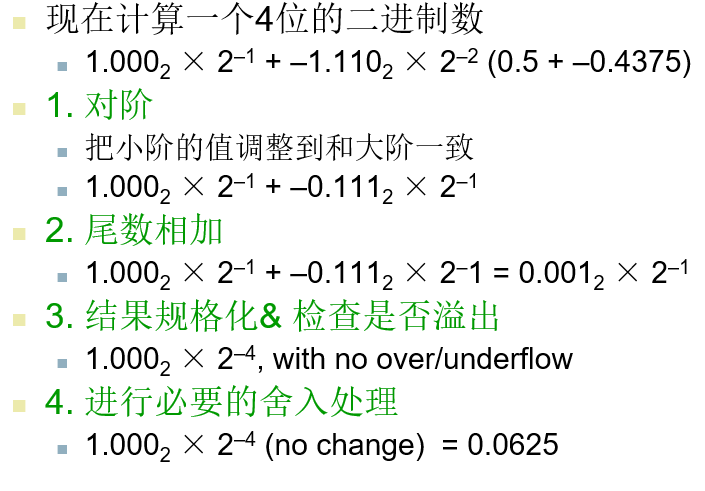 现在计算一个4位的二进制数
1.000₂ × 2⁻¹ + –1.110₂ × 2⁻² (0.5 + –0.4375)
1. 对阶
把小阶的值调整到和大阶一致
1.000₂ × 2⁻¹ + –0.111₂ × 2⁻¹
2. 尾数相加
1.000₂ × 2⁻¹ + –0.111₂ × 2⁻1 = 0.001₂ × 2⁻¹
3. 结果规格化& 检查是否溢出
1.000₂ × 2⁻⁴, with no over/underflow
4. 进行必要的舍入处理
1.000₂ × 2⁻⁴ (no change) = 0.0625